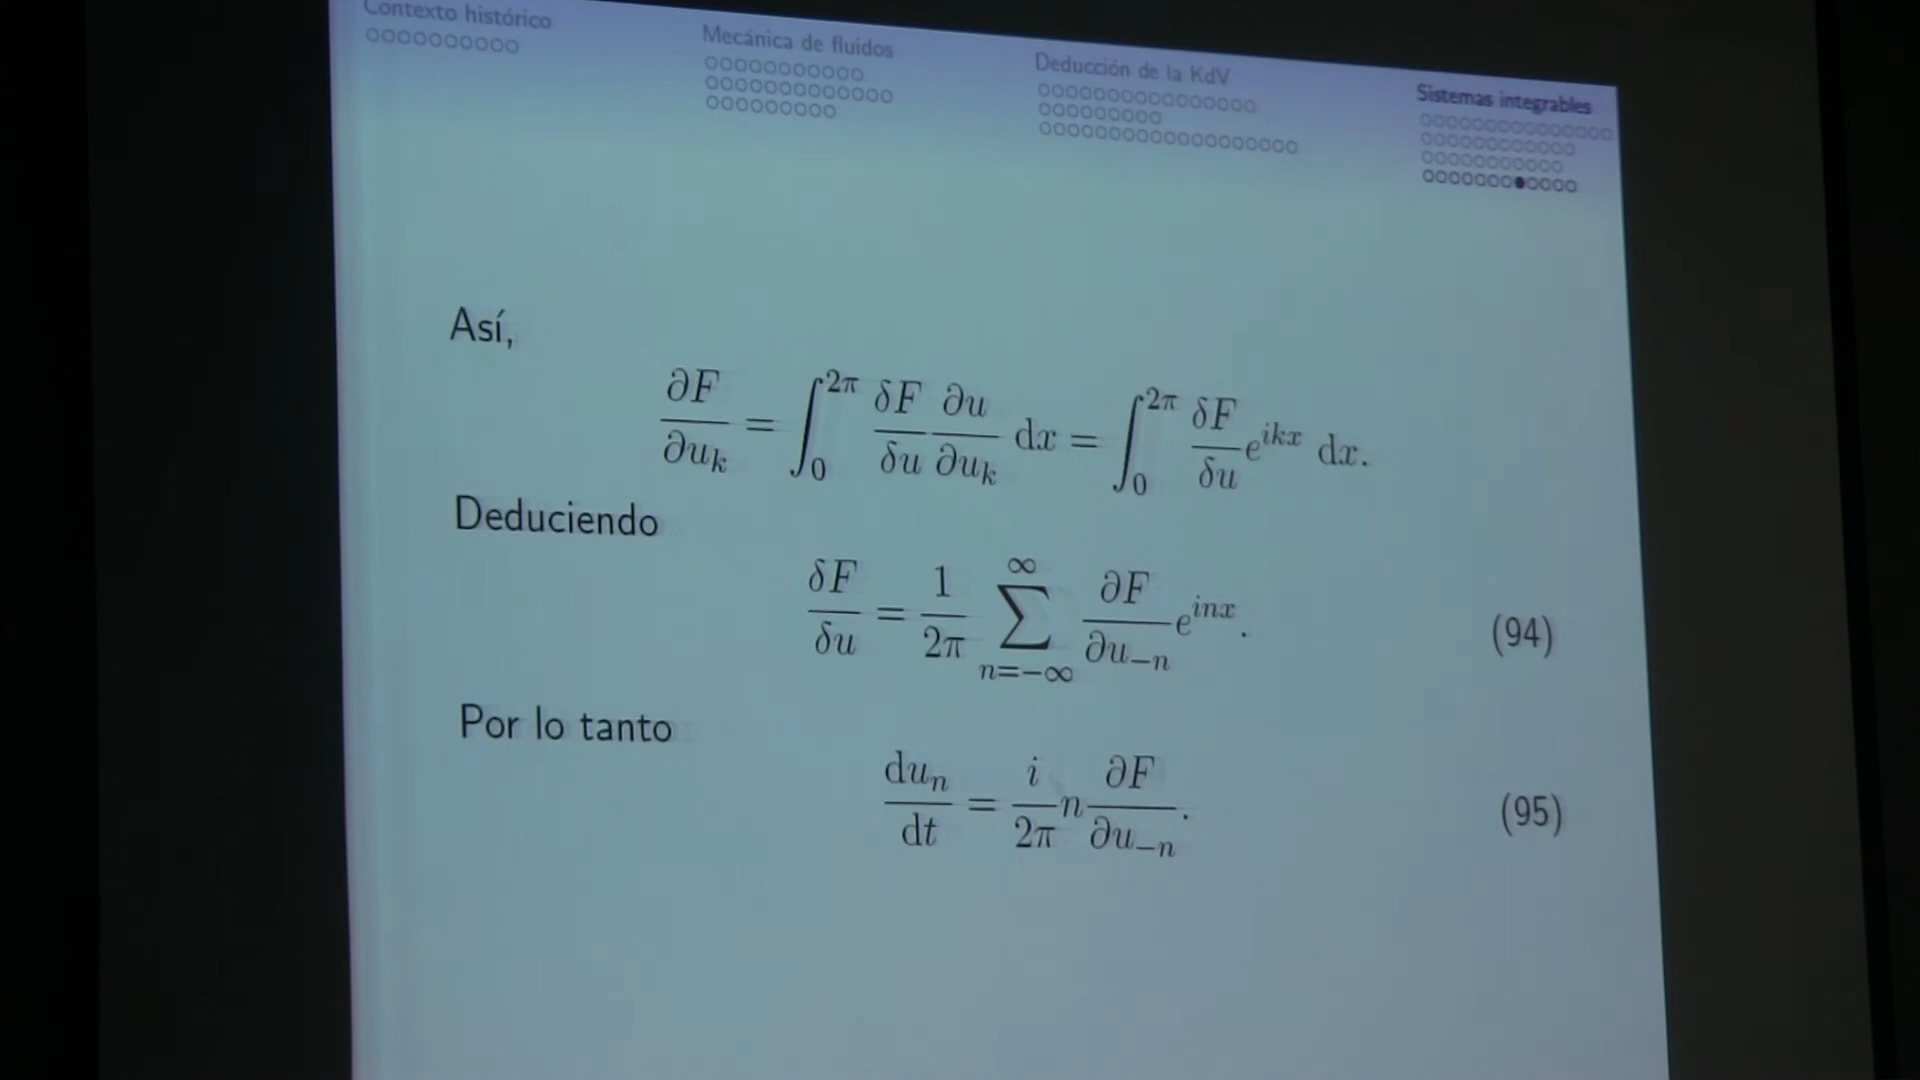 Contexto histórico
Mecánica de fluidos
Deducción de la KdV
Sistemas integrables
Así,
∂F/∂u_k = ∫_0^{2π} δF/δu ∂u/∂u_k dx = ∫_0^{2π} δF/δu e^{ikx} dx.
Deduciendo
δF/δu = 1/2π ∑_{n=-∞}^{∞} ∂F/∂u_{-n} e^{inx}. (94)
Por lo tanto
du_n/dt = i/2π n ∂F/∂u_{-n}. (95)